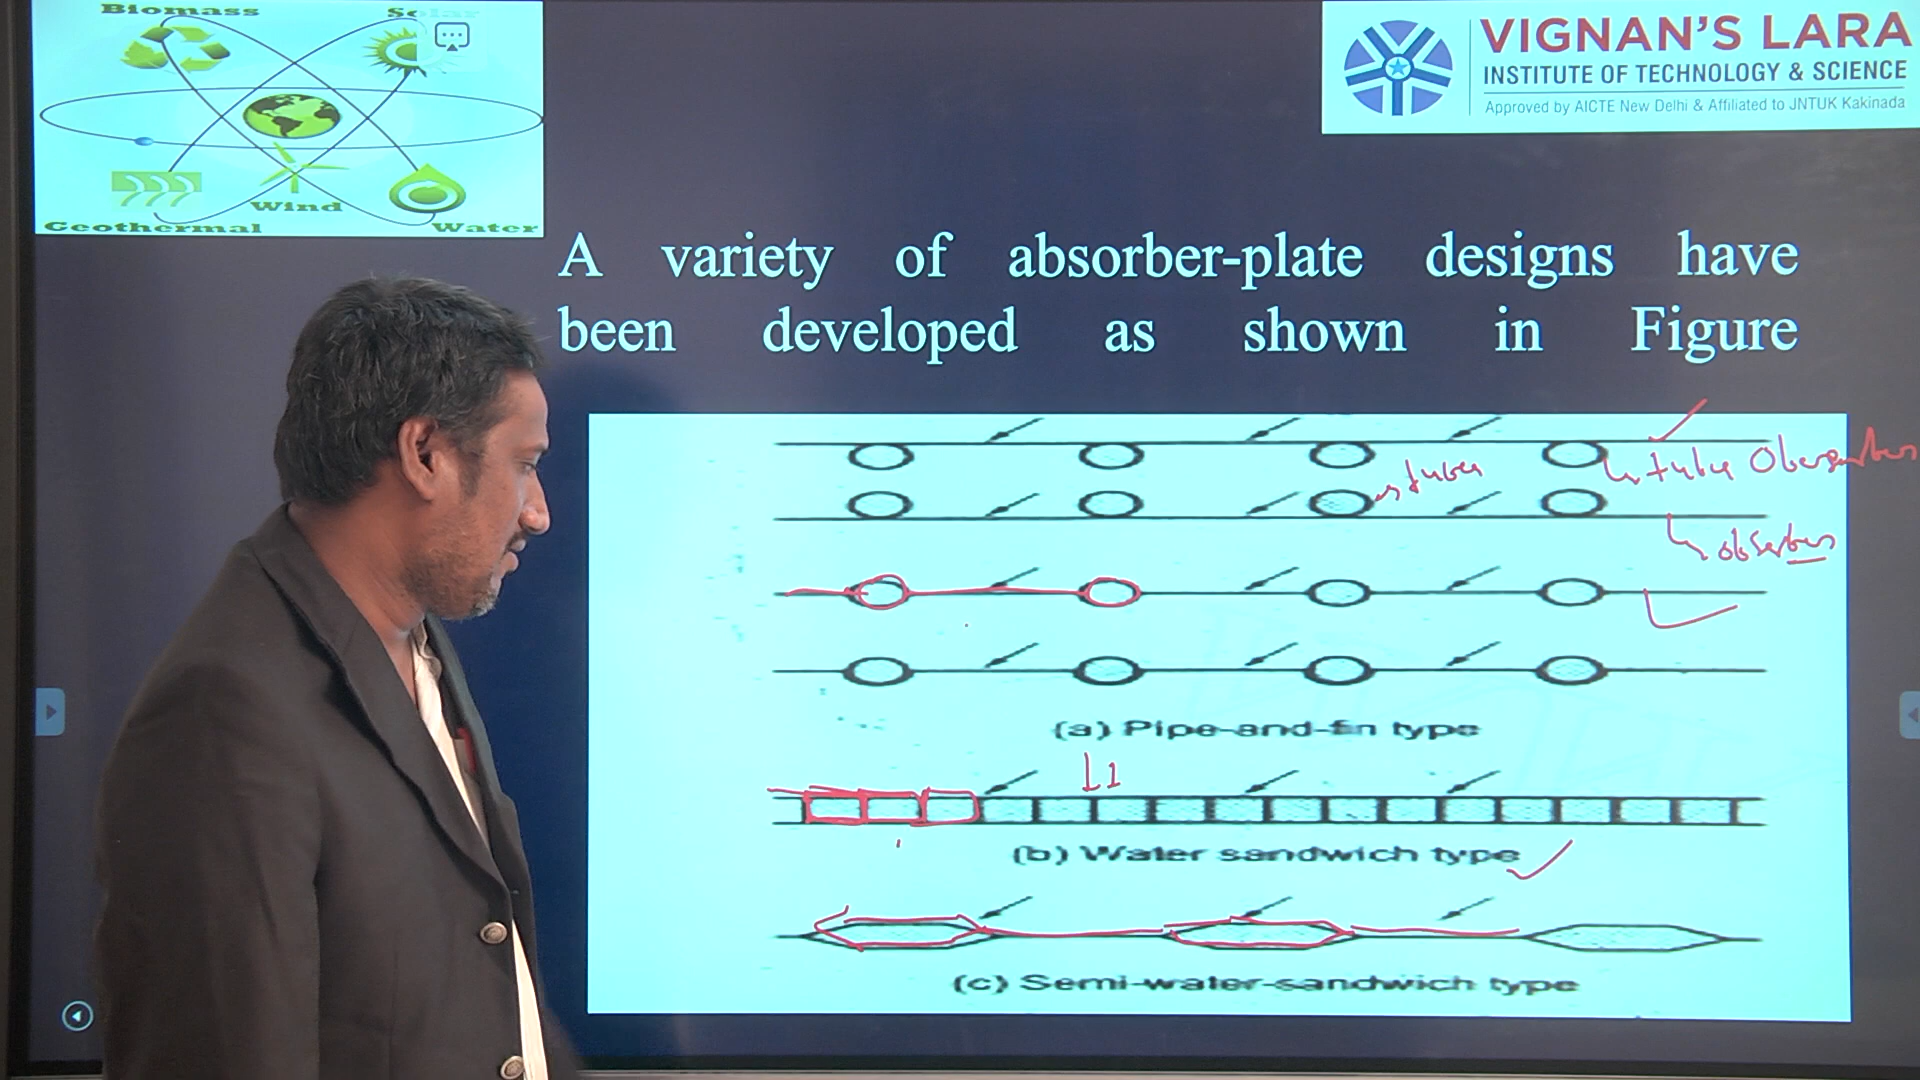 Biomass
Solar
Wind
Geothermal
Water
VIGNAN'S LARA
INSTITUTE OF TECHNOLOGY & SCIENCE
Approved by AICTE New Delhi & Affiliated to JNTUK Kakinada
A variety of absorber-plate designs have
been developed as shown in Figure
(a) Pipe-and-fin type
(b) Water sandwich type
(c) Semi-water-sandwich type